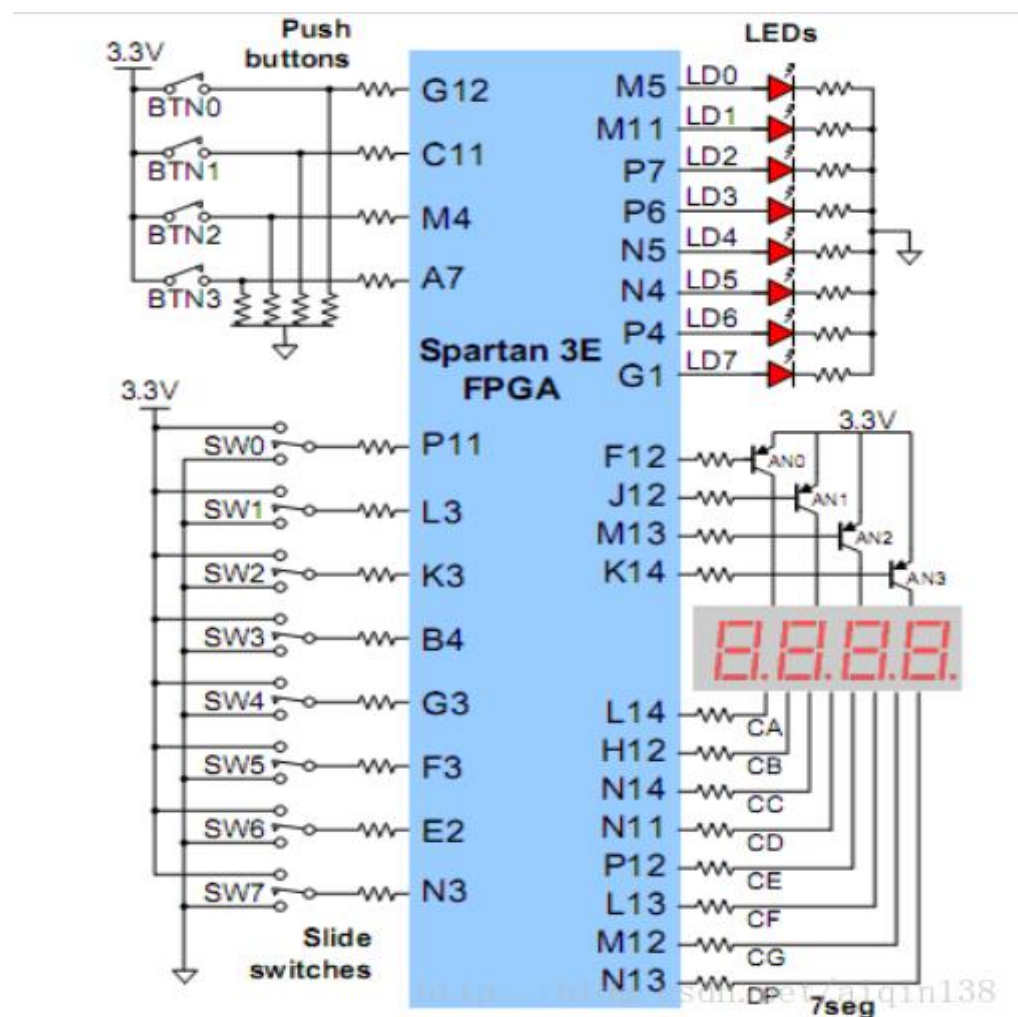 Push
buttons
3.3V
BTN0
BTN1
BTN2
BTN3
G12
C11
M4
A7
Spartan 3E
FPGA
LEDs
M5 LD0
M11 LD1
P7 LD2
P6 LD3
N5 LD4
N4 LD5
P4 LD6
G1 LD7
3.3V
SW0 P11
SW1 L3
SW2 K3
SW3 B4
SW4 G3
SW5 F3
SW6 E2
SW7 N3
Slide
switches
3.3V
F12 AN0
J12 AN1
M13 AN2
K14 AN3
8.8.8.8.
L14 CA
H12 CB
N14 CC
N11 CD
P12 CE
L13 CF
M12 CG
N13 DP
7seg